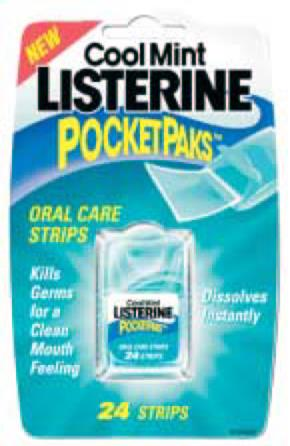 NEW
Cool Mint
LISTERINE
POCKETPAKS™
ORAL CARE
STRIPS
Kills
Germs
for a
Clean
Mouth
Feeling
Dissolves
Instantly
Cool Mint
LISTERINE
POCKETPAKS
ORAL CARE STRIPS
24 STRIPS
24 STRIPS